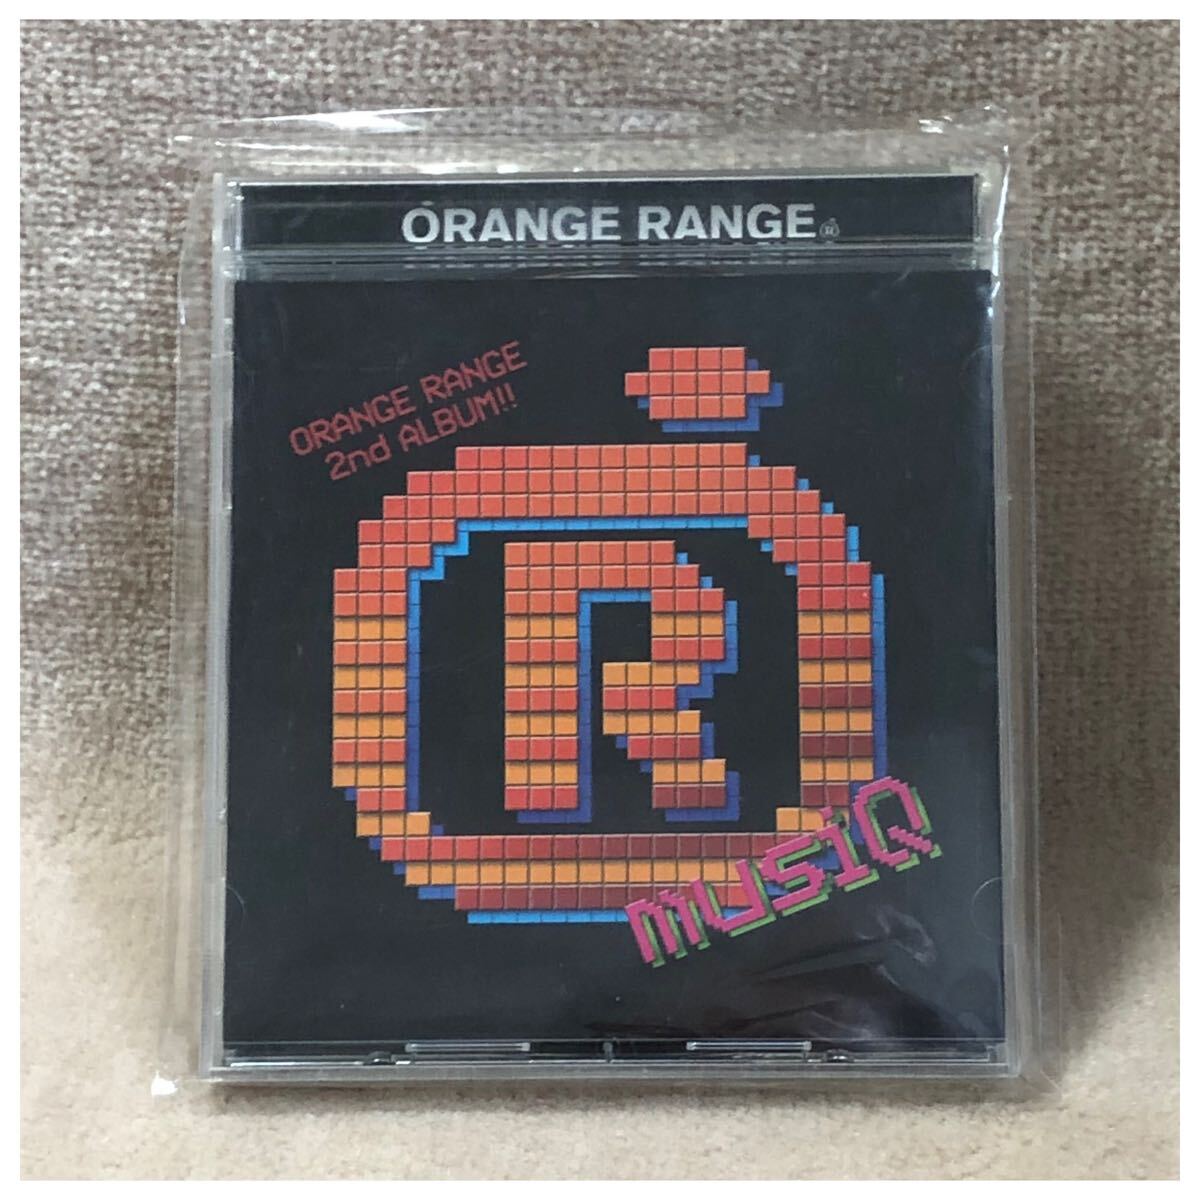 ORANGE RANGE®
ORANGE RANGE
2nd ALBUM!!
R
musiQ